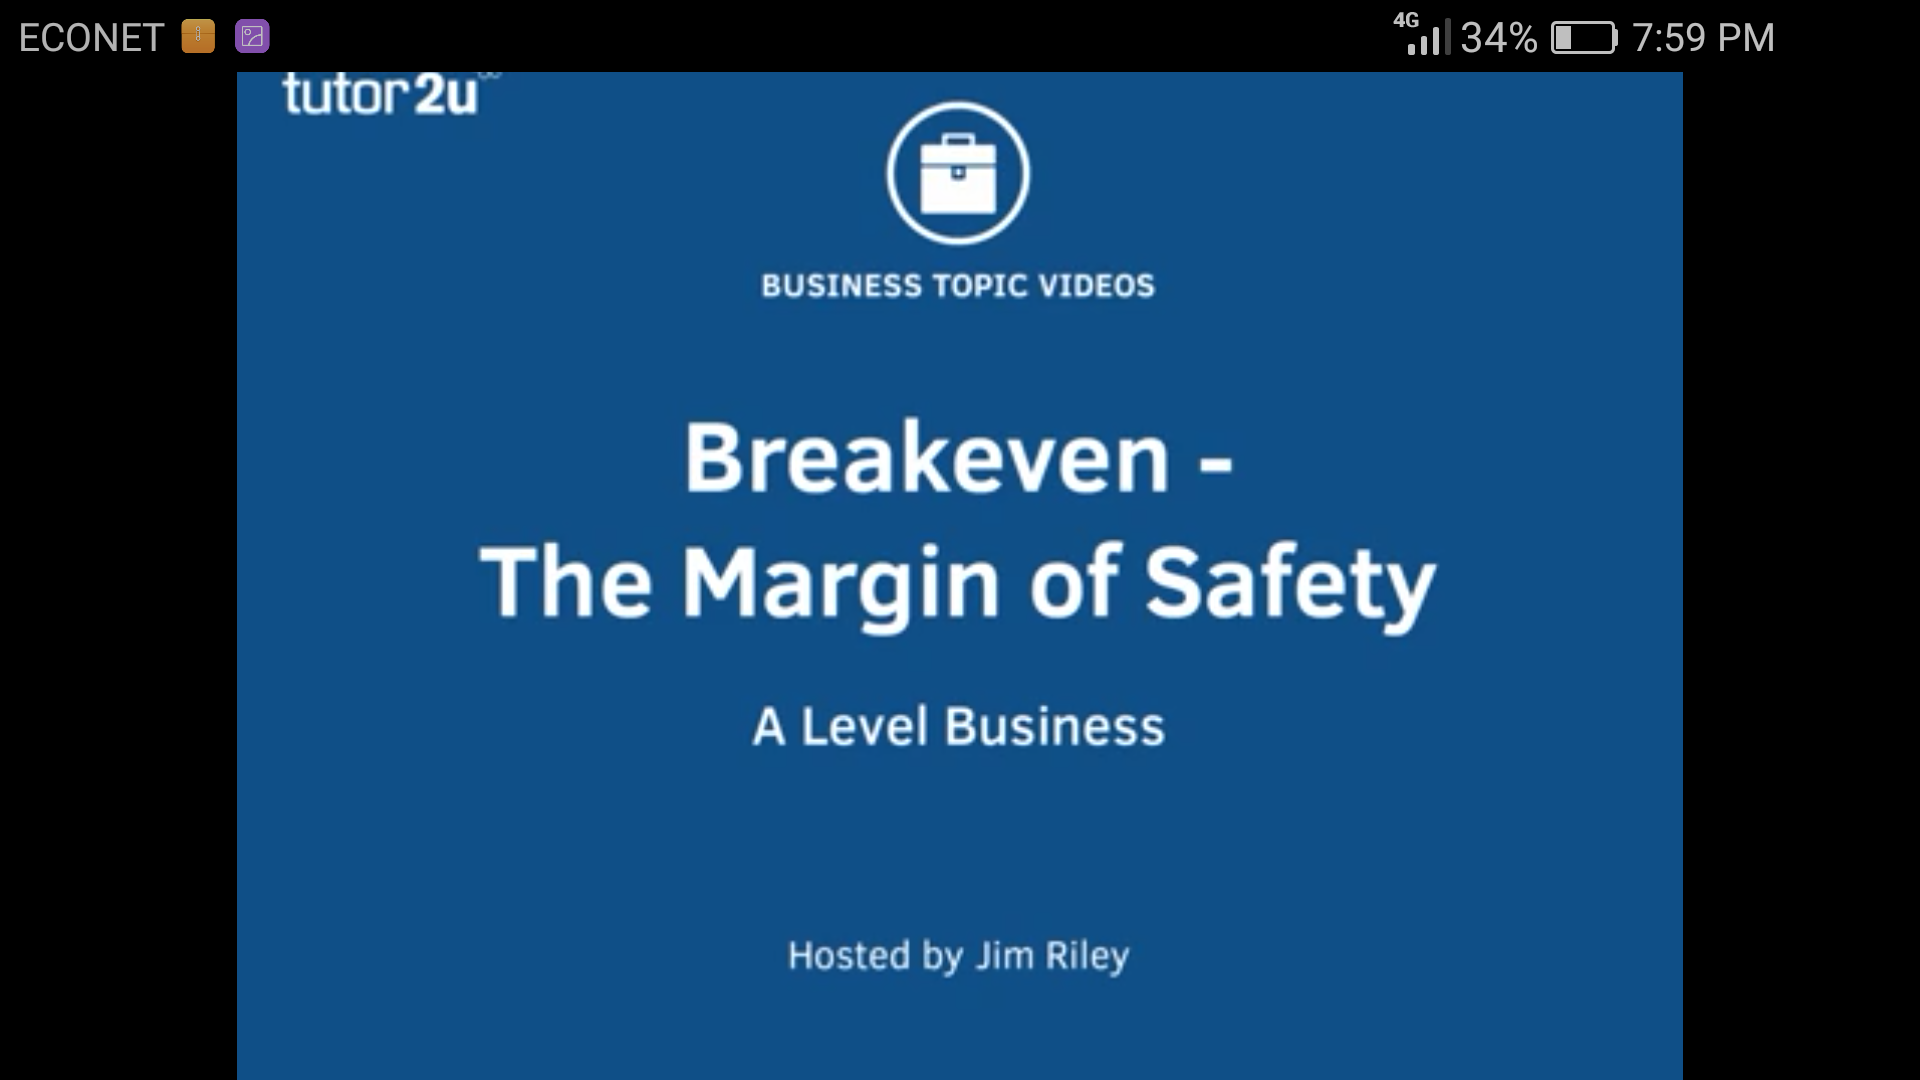 ECONET 4G 34% 7:59 PM
tutor2u
BUSINESS TOPIC VIDEOS
Breakeven -
The Margin of Safety
A Level Business
Hosted by Jim Riley